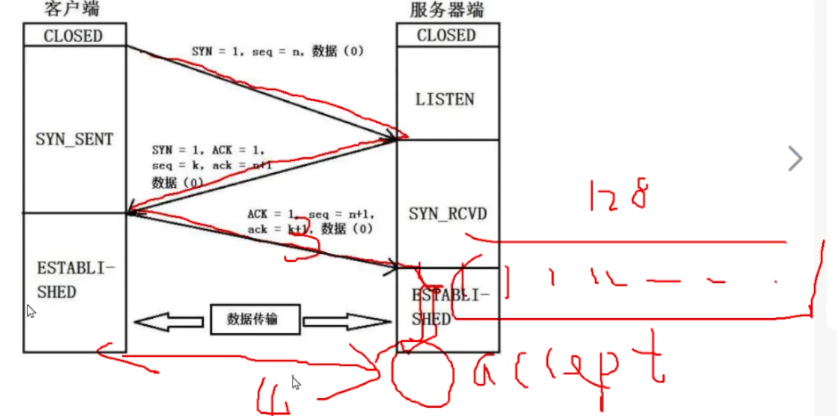 客户端
服务器端
CLOSED
CLOSED
SYN = 1, seq = n, 数据（0）
LISTEN
SYN_SENT
SYN = 1, ACK = 1,
seq = k, ack = n+1
数据（0）
128
ACK = 1, seq = n+1,
ack = k+1, 数据（0）
SYN_RCVD
3
ESTABLI-
SHED
ESTABLI-
SHED
数据传输
accept